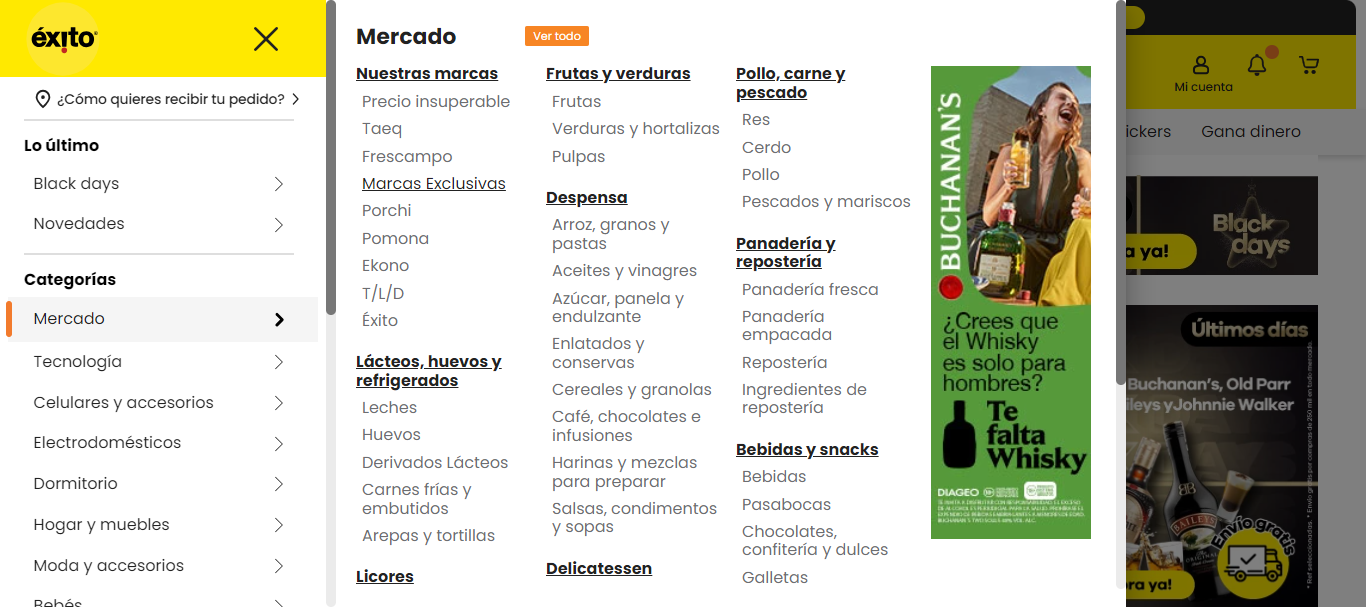 éxito
¿Cómo quieres recibir tu pedido?
Lo último
Black days
Novedades
Categorías
Mercado
Tecnología
Celulares y accesorios
Electrodomésticos
Dormitorio
Hogar y muebles
Moda y accesorios
Bebés
Mercado
Ver todo
Nuestras marcas
Precio insuperable
Taeq
Frescampo
Marcas Exclusivas
Porchi
Pomona
Ekono
T/L/D
Éxito
Lácteos, huevos y
refrigerados
Leches
Huevos
Derivados Lácteos
Carnes frías y
embutidos
Arepas y tortillas
Licores
Frutas y verduras
Frutas
Verduras y hortalizas
Pulpas
Despensa
Arroz, granos y
pastas
Aceites y vinagres
Azúcar, panela y
endulzante
Enlatados y
conservas
Cereales y granolas
Café, chocolates e
infusiones
Harinas y mezclas
para preparar
Salsas, condimentos
y sopas
Delicatessen
Pollo, carne y
pescado
Res
Cerdo
Pollo
Pescados y mariscos
Panadería y
repostería
Panadería fresca
Panadería
empacada
Repostería
Ingredientes de
repostería
Bebidas y snacks
Bebidas
Pasabocas
Chocolates,
confitería y dulces
Galletas
BUCHANAN'S
¿Crees que
el Whisky
es solo para
hombres?
Te
falta
Whisky
DIAGEO
Mi cuenta
ickers
Gana dinero
Black
days
a ya!
Últimos días
Buchanan's, Old Parr
ileys y Johnnie Walker
BAILEYS
Envío gratis
ra ya!